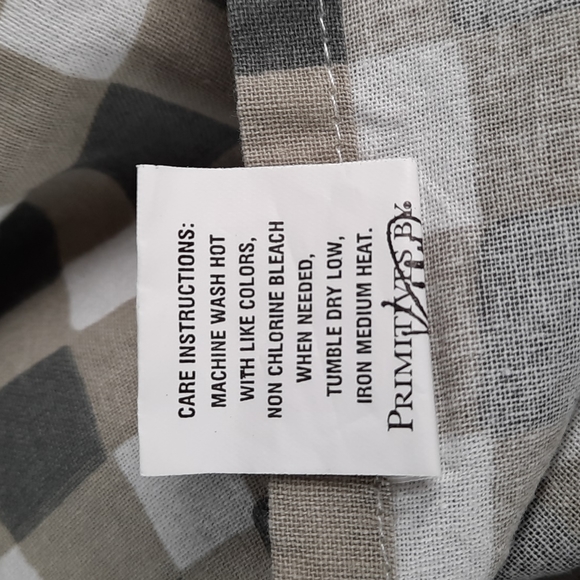 CARE INSTRUCTIONS:
MACHINE WASH HOT
WITH LIKE COLORS,
NON CHLORINE BLEACH
WHEN NEEDED,
TUMBLE DRY LOW,
IRON MEDIUM HEAT.
PRIMITIVES BY